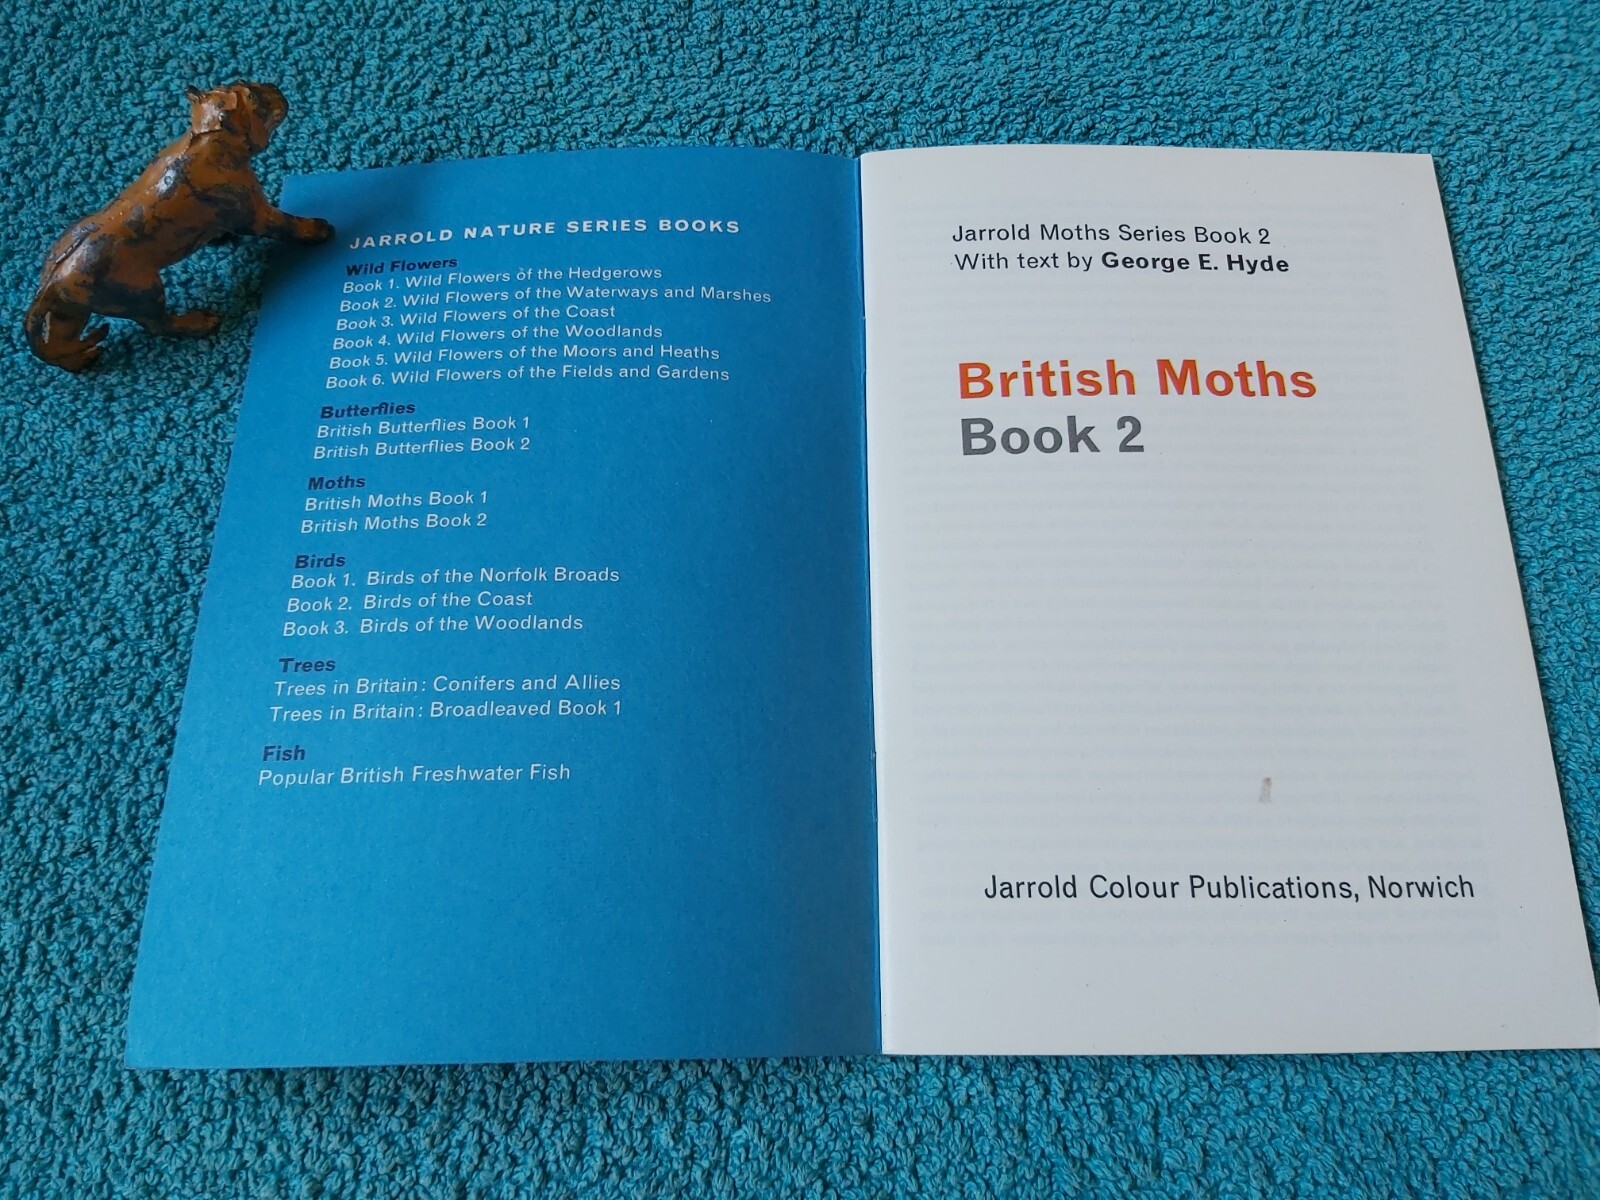 JARROLD NATURE SERIES BOOKS
Wild Flowers
Book 1. Wild Flowers of the Hedgerows
Book 2. Wild Flowers of the Waterways and Marshes
Book 3. Wild Flowers of the Coast
Book 4. Wild Flowers of the Woodlands
Book 5. Wild Flowers of the Moors and Heaths
Book 6. Wild Flowers of the Fields and Gardens
Butterflies
British Butterflies Book 1
British Butterflies Book 2
Moths
British Moths Book 1
British Moths Book 2
Birds
Book 1. Birds of the Norfolk Broads
Book 2. Birds of the Coast
Book 3. Birds of the Woodlands
Trees
Trees in Britain: Conifers and Allies
Trees in Britain: Broadleaved Book 1
Fish
Popular British Freshwater Fish
Jarrold Moths Series Book 2
With text by George E. Hyde
British Moths
Book 2
Jarrold Colour Publications, Norwich